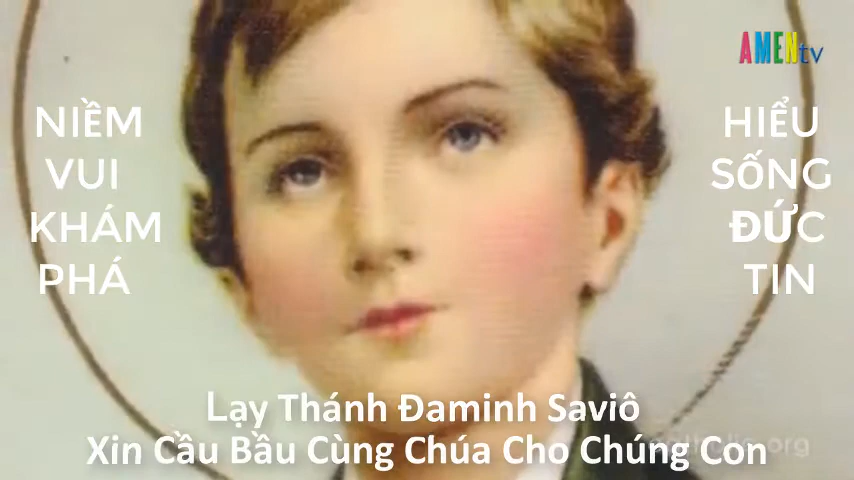 AMENtv
NIỀM
VUI
KHÁM
PHÁ
HIỂU
SỐNG
ĐỨC
TIN
Lạy Thánh Đaminh Saviô
Xin Cầu Bầu Cùng Chúa Cho Chúng Con
.org